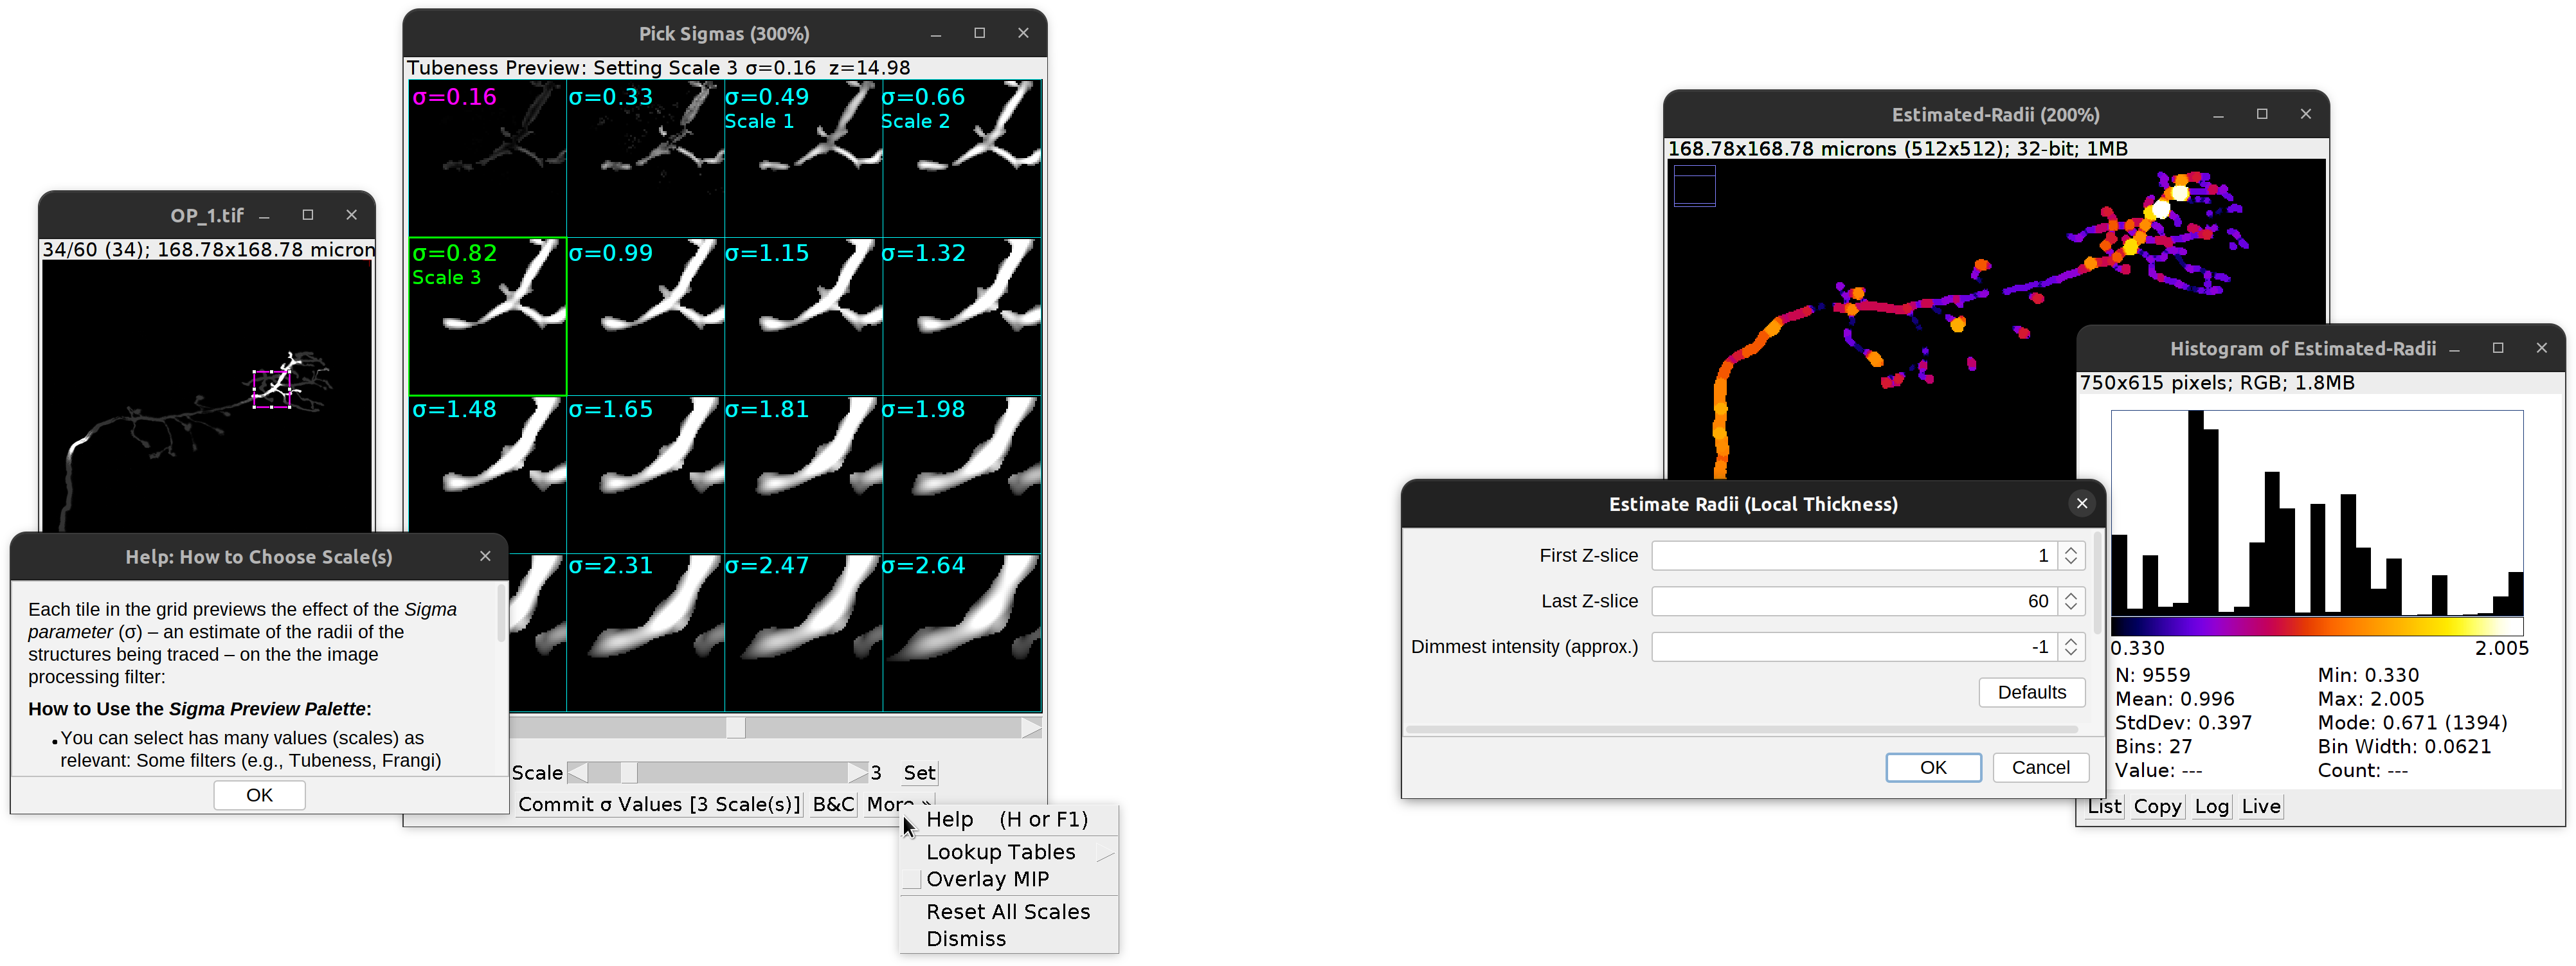 OP_1.tif
34/60 (34); 168.78x168.78 micron
Pick Sigmas (300%)
Tubeness Preview: Setting Scale 3 σ=0.16 z=14.98
σ=0.16
σ=0.33
σ=0.49
Scale 1
σ=0.66
Scale 2
σ=0.82
Scale 3
σ=0.99
σ=1.15
σ=1.32
σ=1.48
σ=1.65
σ=1.81
σ=1.98
σ=2.31
σ=2.47
σ=2.64
Scale 3 Set
Commit σ Values [3 Scale(s)] B&C More »
Help (H or F1)
Lookup Tables
Overlay MIP
Reset All Scales
Dismiss
Help: How to Choose Scale(s)
Each tile in the grid previews the effect of the Sigma
parameter (σ) – an estimate of the radii of the
structures being traced – on the the image
processing filter:
How to Use the Sigma Preview Palette:
• You can select has many values (scales) as
relevant: Some filters (e.g., Tubeness, Frangi)
OK
Estimated-Radii (200%)
168.78x168.78 microns (512x512); 32-bit; 1MB
Estimate Radii (Local Thickness)
First Z-slice 1
Last Z-slice 60
Dimmest intensity (approx.) -1
Defaults
OK Cancel
Histogram of Estimated-Radii
750x615 pixels; RGB; 1.8MB
0.330 2.005
N: 9559 Min: 0.330
Mean: 0.996 Max: 2.005
StdDev: 0.397 Mode: 0.671 (1394)
Bins: 27 Bin Width: 0.0621
Value: --- Count: ---
List Copy Log Live